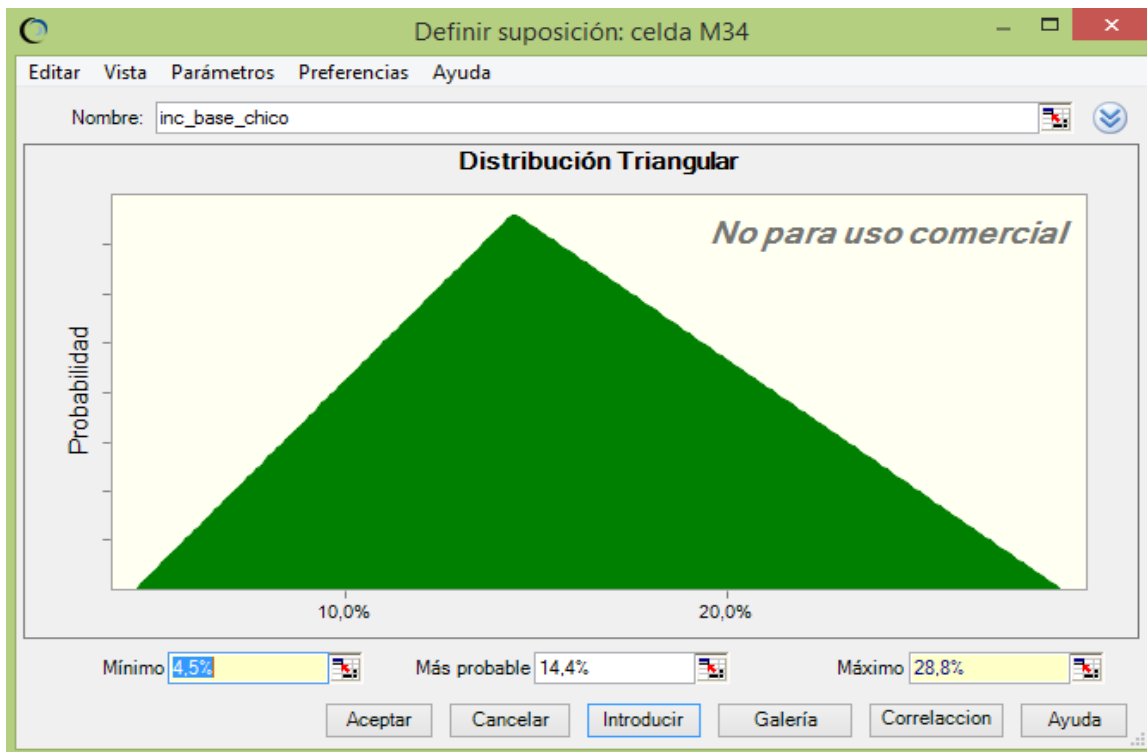 Definir suposición: celda M34
Editar Vista Parámetros Preferencias Ayuda
Nombre: inc_base_chico
Distribución Triangular
No para uso comercial
Probabilidad
10,0% 20,0%
Mínimo 4,5% Más probable 14,4% Máximo 28,8%
Aceptar Cancelar Introducir Galería Correlaccion Ayuda